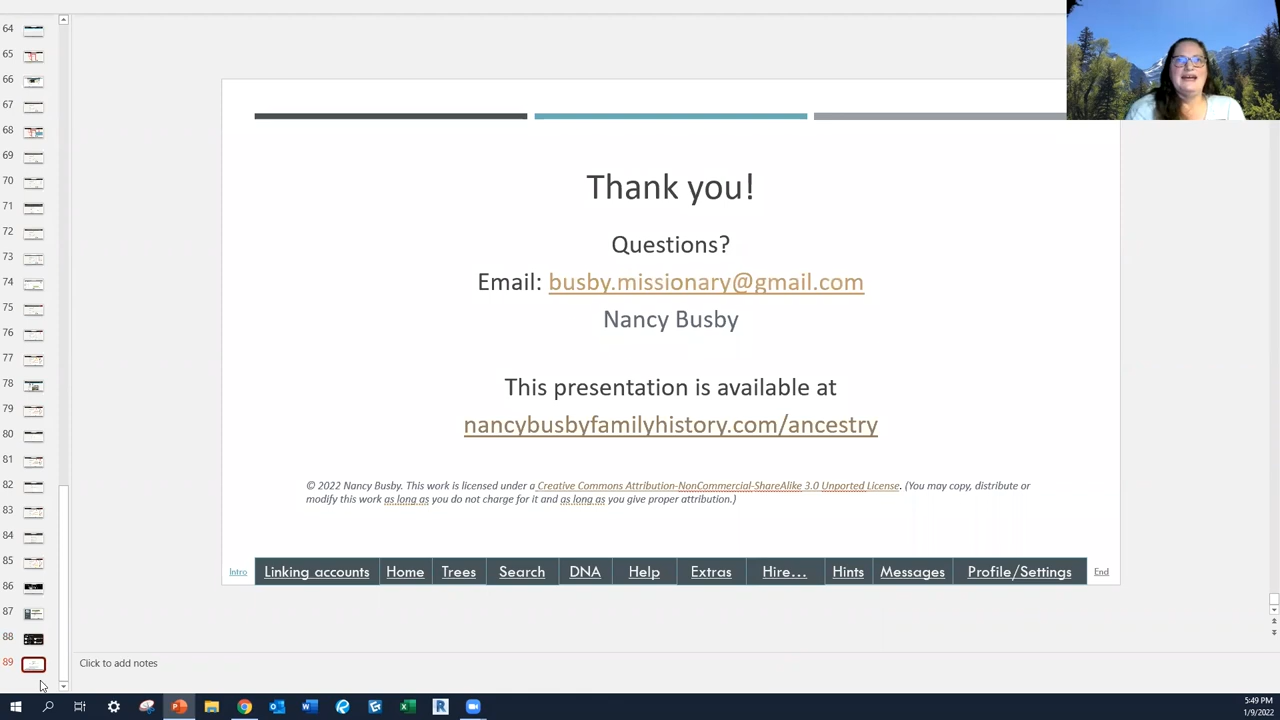 64
65
66
67
68
69
70
71
72
73
74
75
76
77
78
79
80
81
82
83
84
85
86
87
88
89
Thank you!
Questions?
Email: busby.missionary@gmail.com
Nancy Busby
This presentation is available at
nancybusbyfamilyhistory.com/ancestry
© 2022 Nancy Busby. This work is licensed under a Creative Commons Attribution-NonCommercial-ShareAlike 3.0 Unported License. (You may copy, distribute or
modify this work as long as you do not charge for it and as long as you give proper attribution.)
Intro Linking accounts Home Trees Search DNA Help Extras Hire... Hints Messages Profile/Settings End
Click to add notes
5:49 PM
1/9/2022